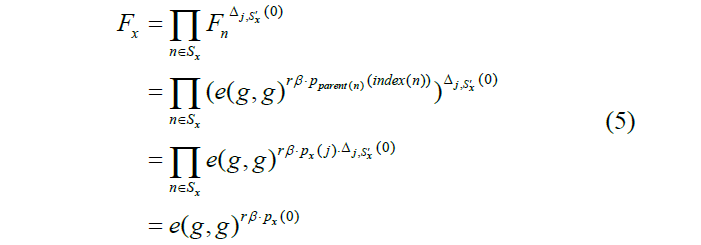 F_x = ∏_{n∈S_x} F_n^{Δ_{j,S'_x}(0)}
= ∏_{n∈S_x} (e(g,g)^{rβ·p_{parent(n)}(index(n))})^{Δ_{j,S'_x}(0)}
(5)
= ∏_{n∈S_x} e(g,g)^{rβ·p_x(j).Δ_{j,S'_x}(0)}
= e(g,g)^{rβ·p_x(0)}